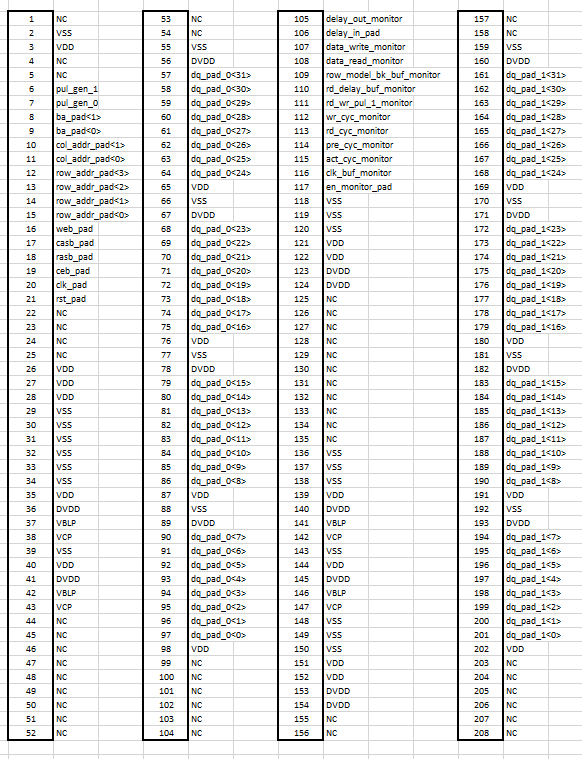 1 NC 53 NC 105 delay_out_monitor 157 NC
2 VSS 54 NC 106 delay_in_pad 158 NC
3 VDD 55 VSS 107 data_write_monitor 159 VSS
4 NC 56 DVDD 108 data_read_monitor 160 DVDD
5 NC 57 dq_pad_0<31> 109 row_model_bk_buf_monitor 161 dq_pad_1<31>
6 pul_gen_1 58 dq_pad_0<30> 110 rd_delay_buf_monitor 162 dq_pad_1<30>
7 pul_gen_0 59 dq_pad_0<29> 111 rd_wr_pul_1_monitor 163 dq_pad_1<29>
8 ba_pad<1> 60 dq_pad_0<28> 112 wr_cyc_monitor 164 dq_pad_1<28>
9 ba_pad<0> 61 dq_pad_0<27> 113 rd_cyc_monitor 165 dq_pad_1<27>
10 col_addr_pad<1> 62 dq_pad_0<26> 114 pre_cyc_monitor 166 dq_pad_1<26>
11 col_addr_pad<0> 63 dq_pad_0<25> 115 act_cyc_monitor 167 dq_pad_1<25>
12 row_addr_pad<3> 64 dq_pad_0<24> 116 clk_buf_monitor 168 dq_pad_1<24>
13 row_addr_pad<2> 65 VDD 117 en_monitor_pad 169 VDD
14 row_addr_pad<1> 66 VSS 118 VSS 170 VSS
15 row_addr_pad<0> 67 DVDD 119 VSS 171 DVDD
16 web_pad 68 dq_pad_0<23> 120 VSS 172 dq_pad_1<23>
17 casb_pad 69 dq_pad_0<22> 121 VDD 173 dq_pad_1<22>
18 rasb_pad 70 dq_pad_0<21> 122 VDD 174 dq_pad_1<21>
19 ceb_pad 71 dq_pad_0<20> 123 DVDD 175 dq_pad_1<20>
20 clk_pad 72 dq_pad_0<19> 124 DVDD 176 dq_pad_1<19>
21 rst_pad 73 dq_pad_0<18> 125 NC 177 dq_pad_1<18>
22 NC 74 dq_pad_0<17> 126 NC 178 dq_pad_1<17>
23 NC 75 dq_pad_0<16> 127 NC 179 dq_pad_1<16>
24 NC 76 VDD 128 NC 180 VDD
25 NC 77 VSS 129 NC 181 VSS
26 VDD 78 DVDD 130 NC 182 DVDD
27 VDD 79 dq_pad_0<15> 131 NC 183 dq_pad_1<15>
28 VDD 80 dq_pad_0<14> 132 NC 184 dq_pad_1<14>
29 VSS 81 dq_pad_0<13> 133 NC 185 dq_pad_1<13>
30 VSS 82 dq_pad_0<12> 134 NC 186 dq_pad_1<12>
31 VSS 83 dq_pad_0<11> 135 NC 187 dq_pad_1<11>
32 VSS 84 dq_pad_0<10> 136 VSS 188 dq_pad_1<10>
33 VSS 85 dq_pad_0<9> 137 VSS 189 dq_pad_1<9>
34 VSS 86 dq_pad_0<8> 138 VSS 190 dq_pad_1<8>
35 VDD 87 VDD 139 VDD 191 VDD
36 DVDD 88 VSS 140 DVDD 192 VSS
37 VBLP 89 DVDD 141 VBLP 193 DVDD
38 VCP 90 dq_pad_0<7> 142 VCP 194 dq_pad_1<7>
39 VSS 91 dq_pad_0<6> 143 VSS 195 dq_pad_1<6>
40 VDD 92 dq_pad_0<5> 144 VDD 196 dq_pad_1<5>
41 DVDD 93 dq_pad_0<4> 145 DVDD 197 dq_pad_1<4>
42 VBLP 94 dq_pad_0<3> 146 VBLP 198 dq_pad_1<3>
43 VCP 95 dq_pad_0<2> 147 VCP 199 dq_pad_1<2>
44 NC 96 dq_pad_0<1> 148 VSS 200 dq_pad_1<1>
45 NC 97 dq_pad_0<0> 149 VSS 201 dq_pad_1<0>
46 NC 98 VDD 150 VSS 202 VDD
47 NC 99 NC 151 VDD 203 NC
48 NC 100 NC 152 VDD 204 NC
49 NC 101 NC 153 DVDD 205 NC
50 NC 102 NC 154 DVDD 206 NC
51 NC 103 NC 155 NC 207 NC
52 NC 104 NC 156 NC 208 NC